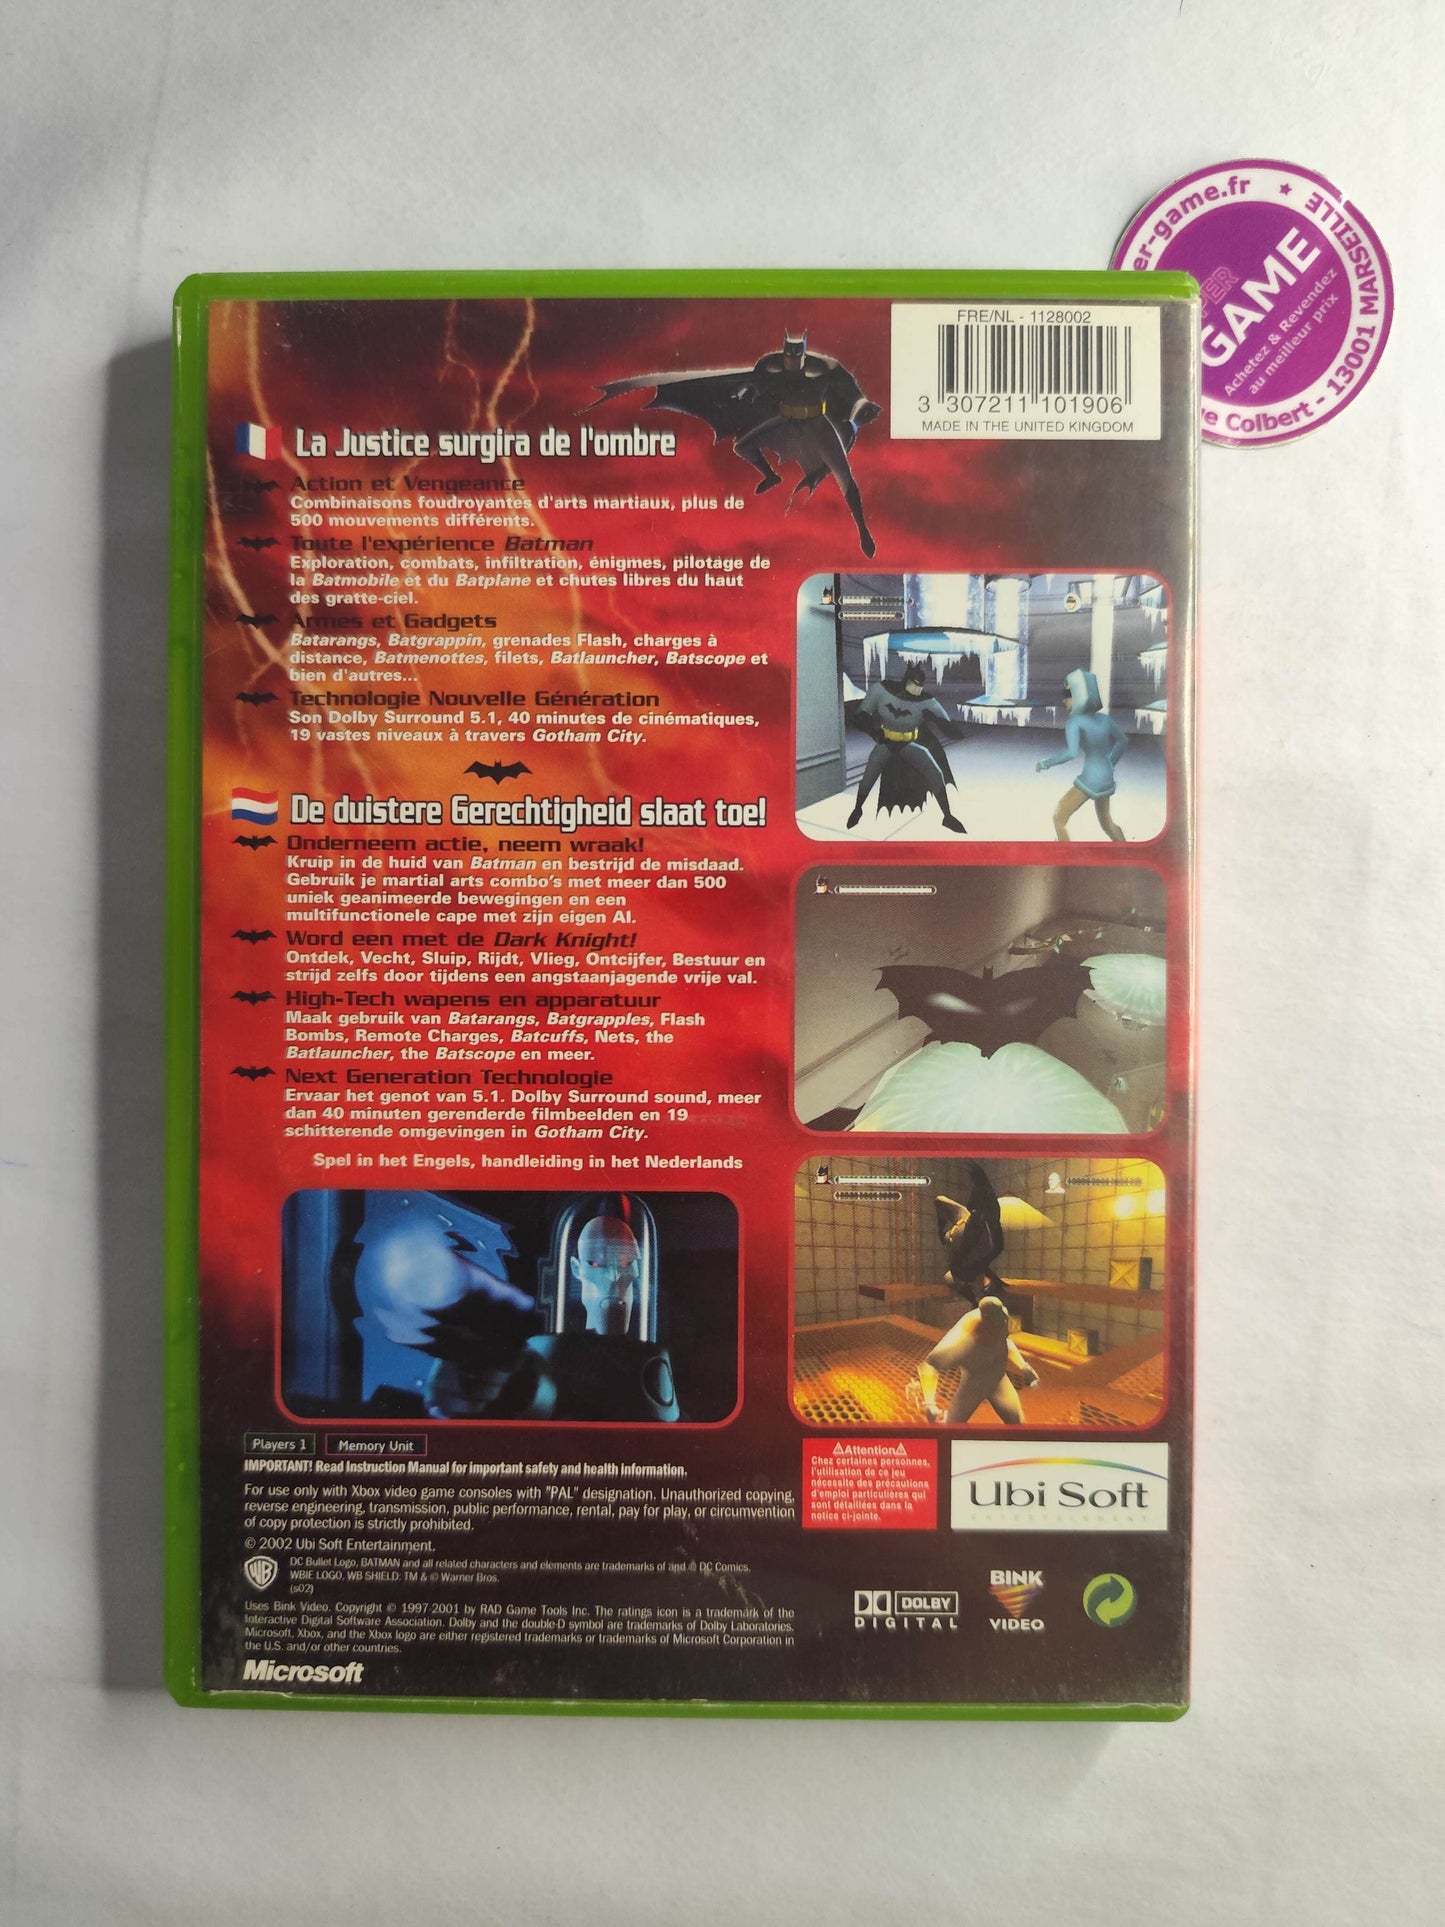 er-game.fr ★
MARSEILLE
13001
GAME
Achetez & Revendez
au meilleur prix
Colbert -
FRE/NL - 1128002
3 307211 101906
MADE IN THE UNITED KINGDOM
La Justice surgira de l'ombre
Action et Vengeance
Combinaisons foudroyantes d'arts martiaux, plus de
500 mouvements différents.
Toute l'expérience Batman
Exploration, combats, infiltration, énigmes, pilotage de
la Batmobile et du Batplane et chutes libres du haut
des gratte-ciel.
Armes et Gadgets
Batarangs, Batgrappin, grenades Flash, charges à
distance, Batmenottes, filets, Batlauncher, Batscope et
bien d'autres...
Technologie Nouvelle Génération
Son Dolby Surround 5.1, 40 minutes de cinématiques,
19 vastes niveaux à travers Gotham City.
De duistere Gerechtigheid slaat toe!
Onderneem actie, neem wraak!
Kruip in de huid van Batman en bestrijd de misdaad.
Gebruik je martial arts combo's met meer dan 500
uniek geanimeerde bewegingen en een
multifunctionele cape met zijn eigen AI.
Word een met de Dark Knight!
Ontdek, Vecht, Sluip, Rijdt, Vlieg, Ontcijfer, Bestuur en
strijd zelfs door tijdens een angstaanjagende vrije val.
High-Tech wapens en apparatuur
Maak gebruik van Batarangs, Batgrapples, Flash
Bombs, Remote Charges, Batcuffs, Nets, the
Batlauncher, the Batscope en meer.
Next Generation Technologie
Ervaar het genot van 5.1. Dolby Surround sound, meer
dan 40 minuten gerenderde filmbeelden en 19
schitterende omgevingen in Gotham City.
Spel in het Engels, handleiding in het Nederlands
Players 1
Memory Unit
IMPORTANT! Read Instruction Manual for important safety and health information.
For use only with Xbox video game consoles with "PAL" designation. Unauthorized copying,
reverse engineering, transmission, public performance, rental, pay for play, or circumvention
of copy protection is strictly prohibited.
© 2002 Ubi Soft Entertainment.
WB
DC Bullet Logo, BATMAN and all related characters and elements are trademarks of and © DC Comics.
WBIE LOGO, WB SHIELD: TM & © Warner Bros.
(s02)
Uses Bink Video. Copyright © 1997-2001 by RAD Game Tools Inc. The ratings icon is a trademark of the
Interactive Digital Software Association. Dolby and the double-D symbol are trademarks of Dolby Laboratories.
Microsoft, Xbox, and the Xbox logo are either registered trademarks or trademarks of Microsoft Corporation in
the U.S. and/or other countries.
Microsoft
⚠Attention⚠
Chez certaines personnes,
l'utilisation de ce jeu
nécessite des précautions
d'emploi particulières qui
sont détaillées dans la
notice ci-jointe.
Ubi Soft
ENTERTAINMENT
DOLBY
DIGITAL
BINK
VIDEO